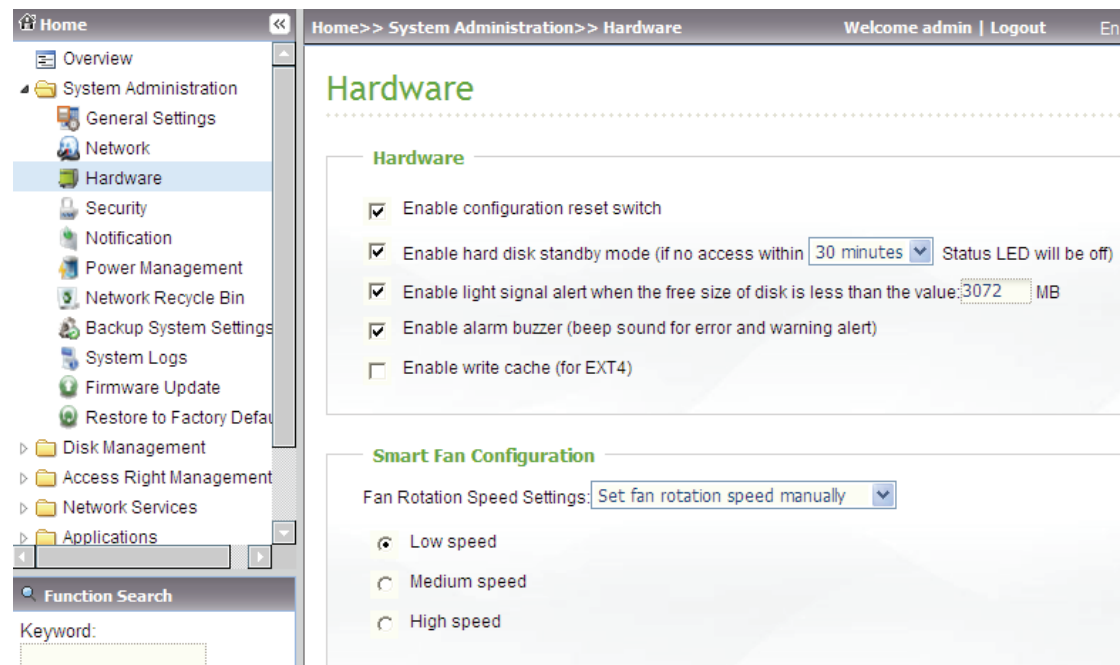 Home
Overview
System Administration
General Settings
Network
Hardware
Security
Notification
Power Management
Network Recycle Bin
Backup System Settings
System Logs
Firmware Update
Restore to Factory Defau
Disk Management
Access Right Management
Network Services
Applications
Function Search
Keyword:
Home>> System Administration>> Hardware Welcome admin | Logout En
Hardware
Hardware
Enable configuration reset switch
Enable hard disk standby mode (if no access within 30 minutes Status LED will be off)
Enable light signal alert when the free size of disk is less than the value: 3072 MB
Enable alarm buzzer (beep sound for error and warning alert)
Enable write cache (for EXT4)
Smart Fan Configuration
Fan Rotation Speed Settings: Set fan rotation speed manually
Low speed
Medium speed
High speed